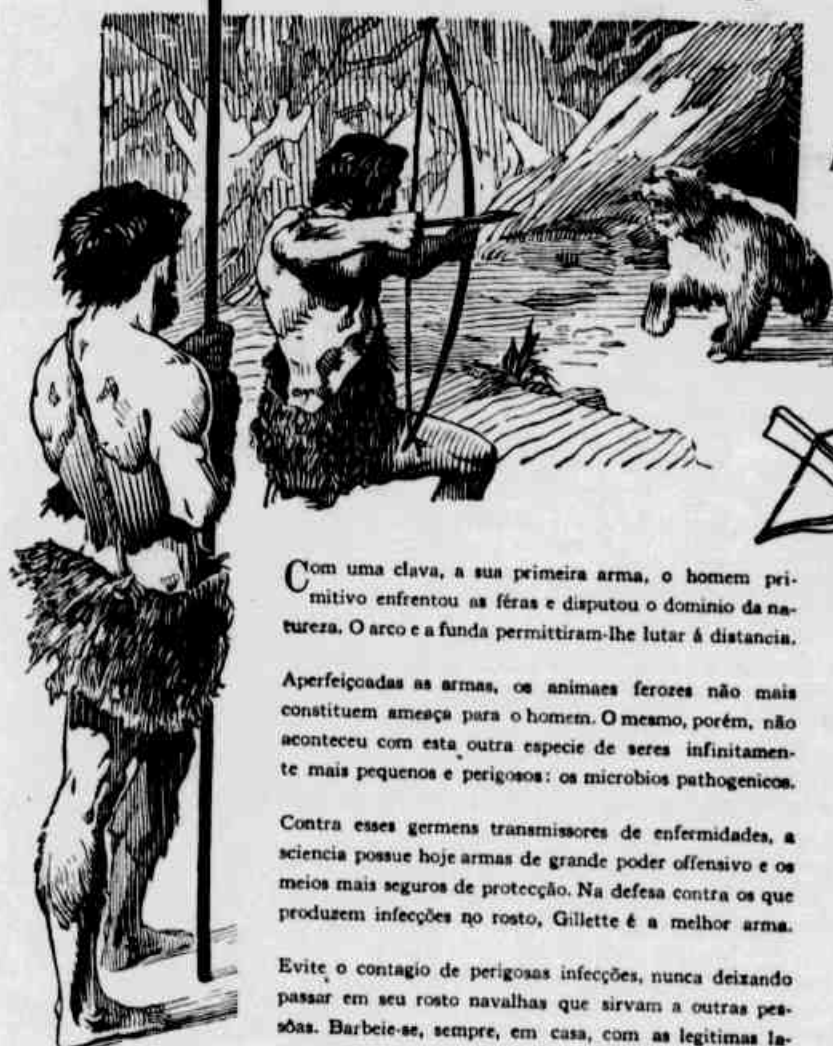 Com uma clava, a sua primeira arma, o homem pri-
mitivo enfrentou as féras e disputou o dominio da na-
tureza. O arco e a funda permittiram-lhe lutar á distancia.
Aperfeiçoadas as armas, os animaes ferozes não mais
constituem ameaça para o homem. O mesmo, porém, não
aconteceu com esta outra especie de seres infinitamen-
te mais pequenos e perigosos: os microbios pathogenicos.
Contra esses germens transmissores de enfermidades, a
sciencia possue hoje armas de grande poder offensivo e os
meios mais seguros de protecção. Na defesa contra os que
produzem infecções no rosto, Gillette é a melhor arma.
Evite o contagio de perigosas infecções, nunca deixando
passar em seu rosto navalhas que sirvam a outras pes-
sôas. Barbeie-se, sempre, em casa, com as legitimas la-